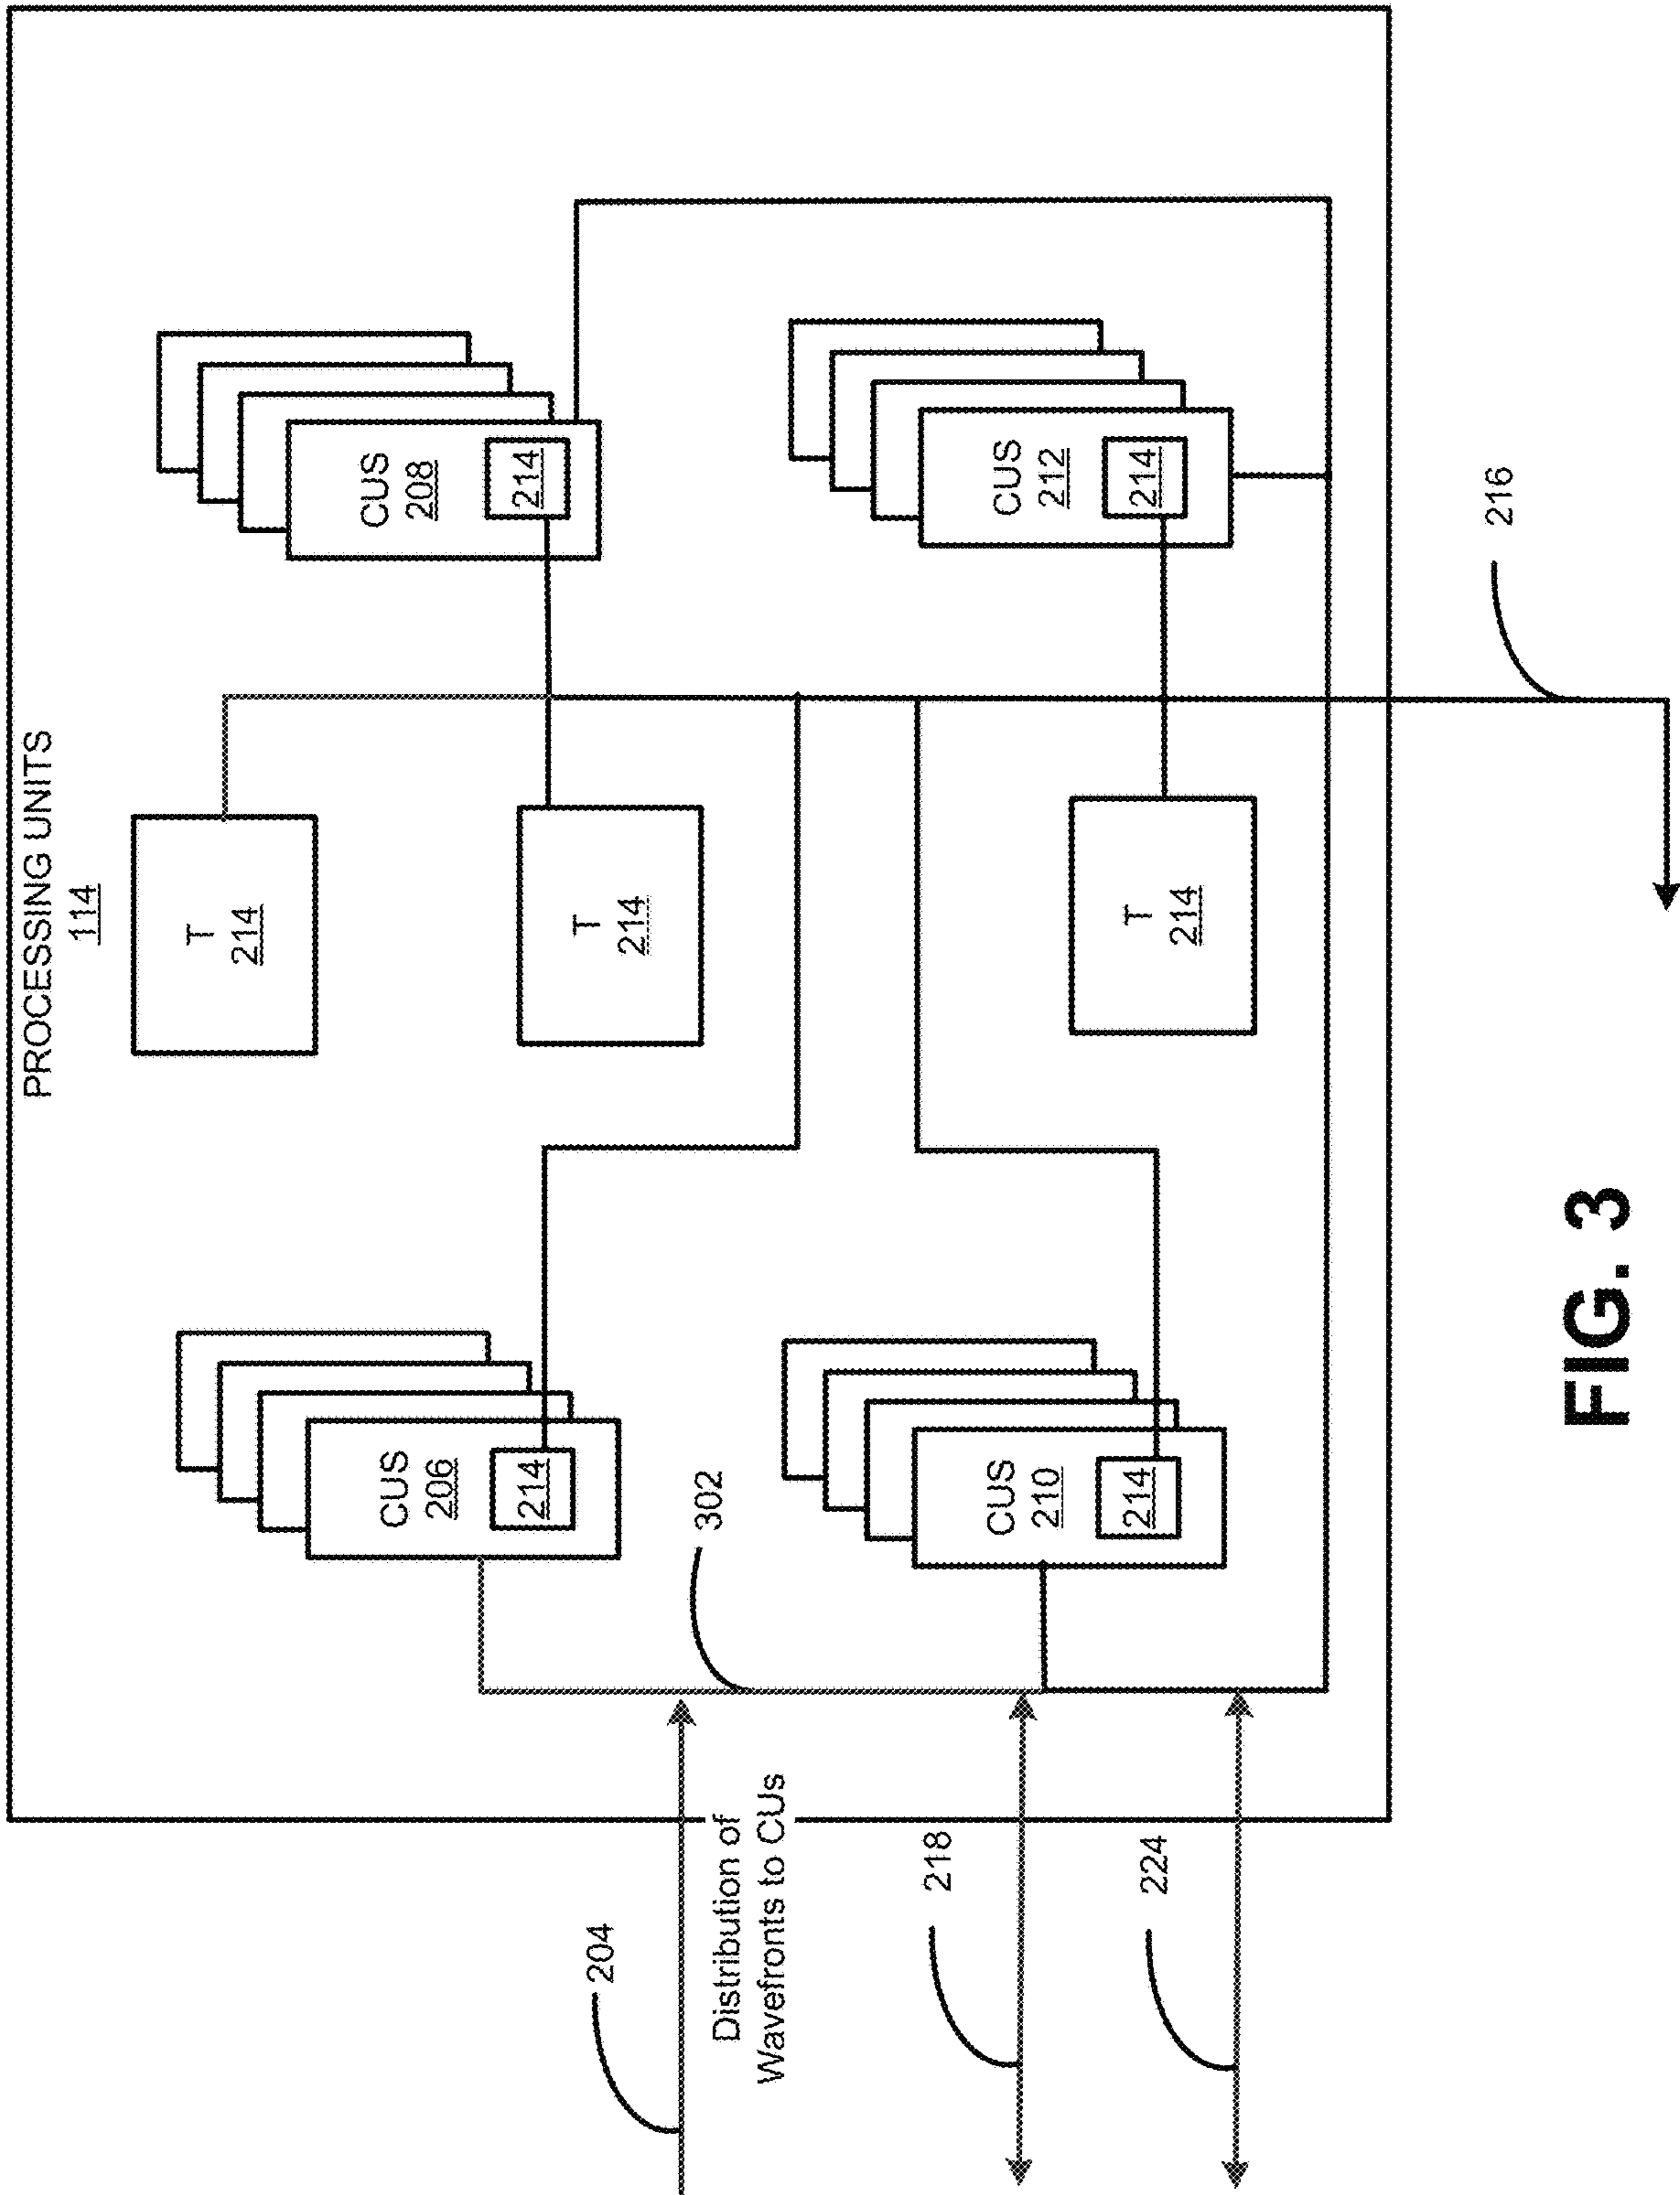 PROCESSING UNITS
114
T
214
T
214
T
214
CUS
206
214
CUS
208
214
CUS
210
214
CUS
212
214
302
204
Distribution of
Wavefronts to CUs
218
224
216
FIG. 3